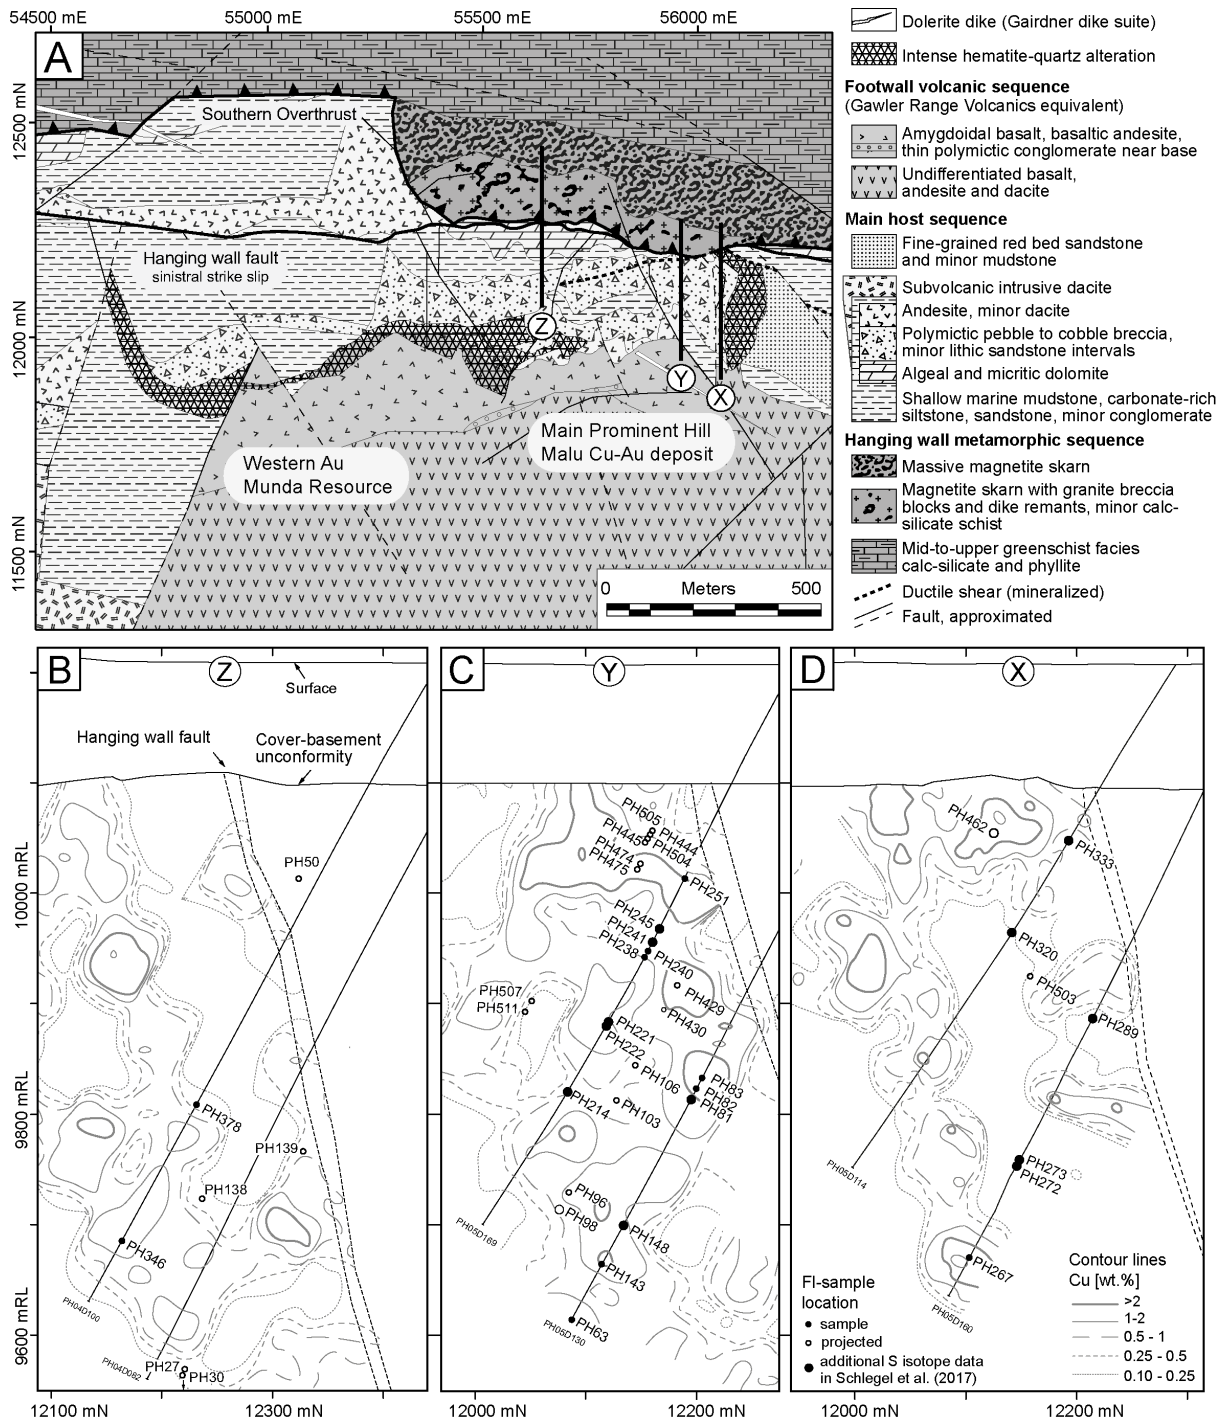 54500 mE
55000 mE
55500 mE
56000 mE
A
12500 mN
12000 mN
11500 mN
Southern Overthrust
Hanging wall fault
sinistral strike slip
Z
Y
X
Western Au
Munda Resource
Main Prominent Hill
Malu Cu-Au deposit
0 Meters 500
Dolerite dike (Gairdner dike suite)
Intense hematite-quartz alteration
Footwall volcanic sequence
(Gawler Range Volcanics equivalent)
Amygdoidal basalt, basaltic andesite,
thin polymictic conglomerate near base
Undifferentiated basalt,
andesite and dacite
Main host sequence
Fine-grained red bed sandstone
and minor mudstone
Subvolcanic intrusive dacite
Andesite, minor dacite
Polymictic pebble to cobble breccia,
minor lithic sandstone intervals
Algeal and micritic dolomite
Shallow marine mudstone, carbonate-rich
siltstone, sandstone, minor conglomerate
Hanging wall metamorphic sequence
Massive magnetite skarn
Magnetite skarn with granite breccia
blocks and dike remants, minor calc-
silicate schist
Mid-to-upper greenschist facies
calc-silicate and phyllite
Ductile shear (mineralized)
Fault, approximated
B
Z
Surface
Hanging wall fault
Cover-basement
unconformity
10000 mRL
9800 mRL
9600 mRL
PH50
PH378
PH139
PH138
PH346
PH04D100
PH04D082
PH27
PH30
12100 mN
12300 mN
C
Y
PH505
PH444
PH445
PH504
PH474
PH475
PH251
PH245
PH241
PH238
PH240
PH429
PH430
PH507
PH511
PH221
PH222
PH106
PH83
PH82
PH81
PH214
PH103
PH96
PH98
PH148
PH143
PH63
PH05D169
PH05D130
12000 mN
12200 mN
D
X
PH462
PH333
PH320
PH503
PH289
PH273
PH272
PH267
PH05D114
PH05D160
FI-sample
location
sample
projected
additional S isotope data
in Schlegel et al. (2017)
Contour lines
Cu [wt.%]
>2
1-2
0.5 - 1
0.25 - 0.5
0.10 - 0.25
12000 mN
12200 mN